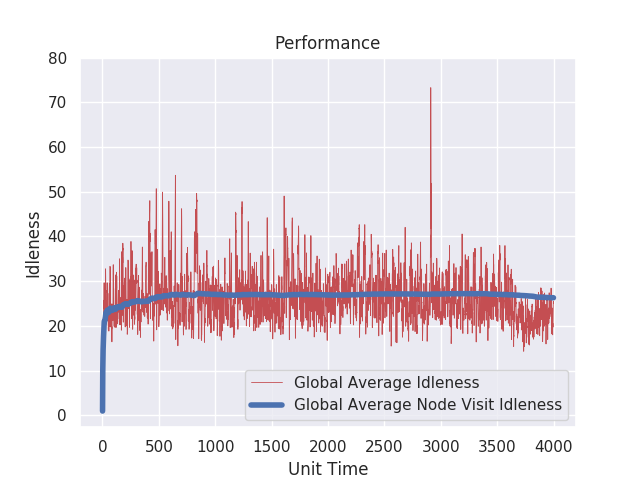 Performance
80
70
60
50
40
30
20
10
0
Idleness
Global Average Idleness
Global Average Node Visit Idleness
0 500 1000 1500 2000 2500 3000 3500 4000
Unit Time